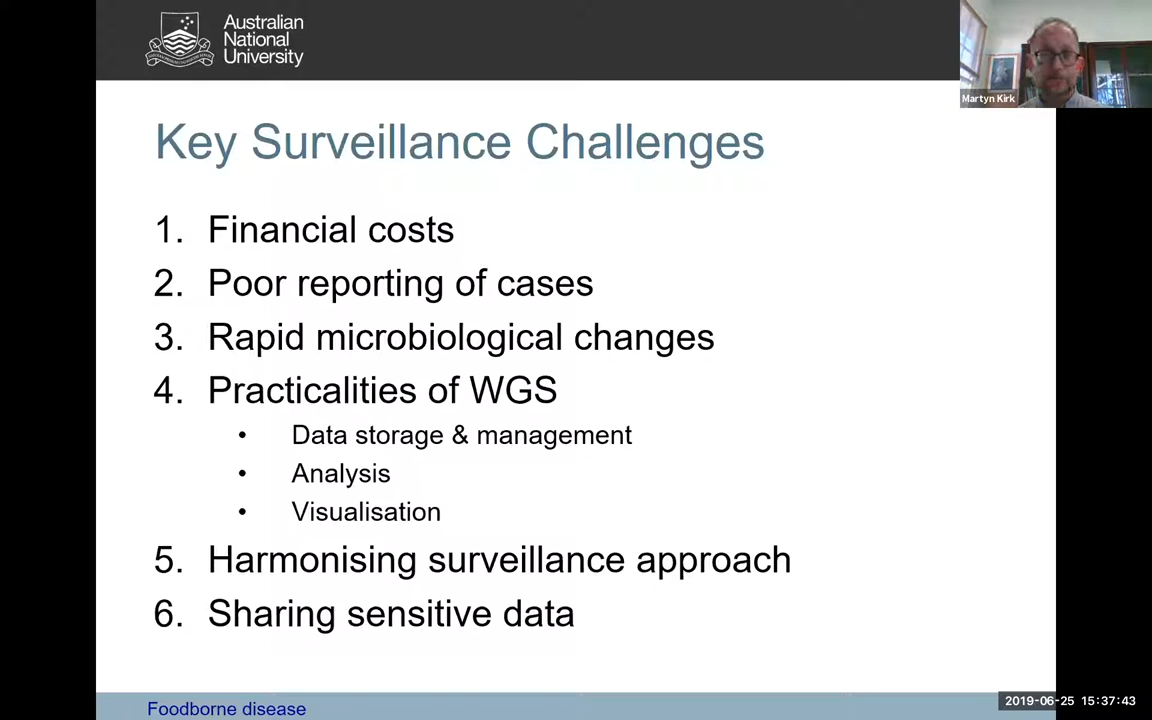 Australian
National
University
Martyn Kirk
Key Surveillance Challenges
1. Financial costs
2. Poor reporting of cases
3. Rapid microbiological changes
4. Practicalities of WGS
• Data storage & management
• Analysis
• Visualisation
5. Harmonising surveillance approach
6. Sharing sensitive data
Foodborne disease
2019-06-25 15:37:43